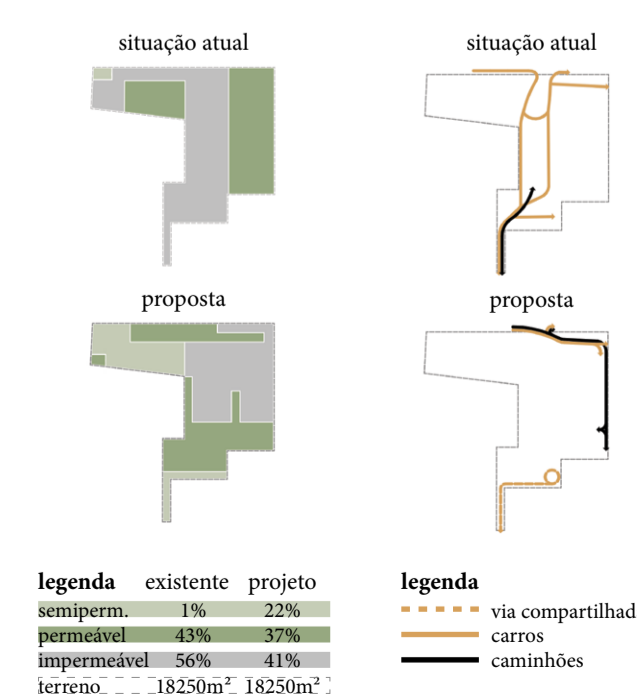 situação atual
situação atual
proposta
proposta
legenda existente projeto
semiperm. 1% 22%
permeável 43% 37%
impermeável 56% 41%
terreno 18250m² 18250m²
legenda
via compartilhad
carros
caminhões